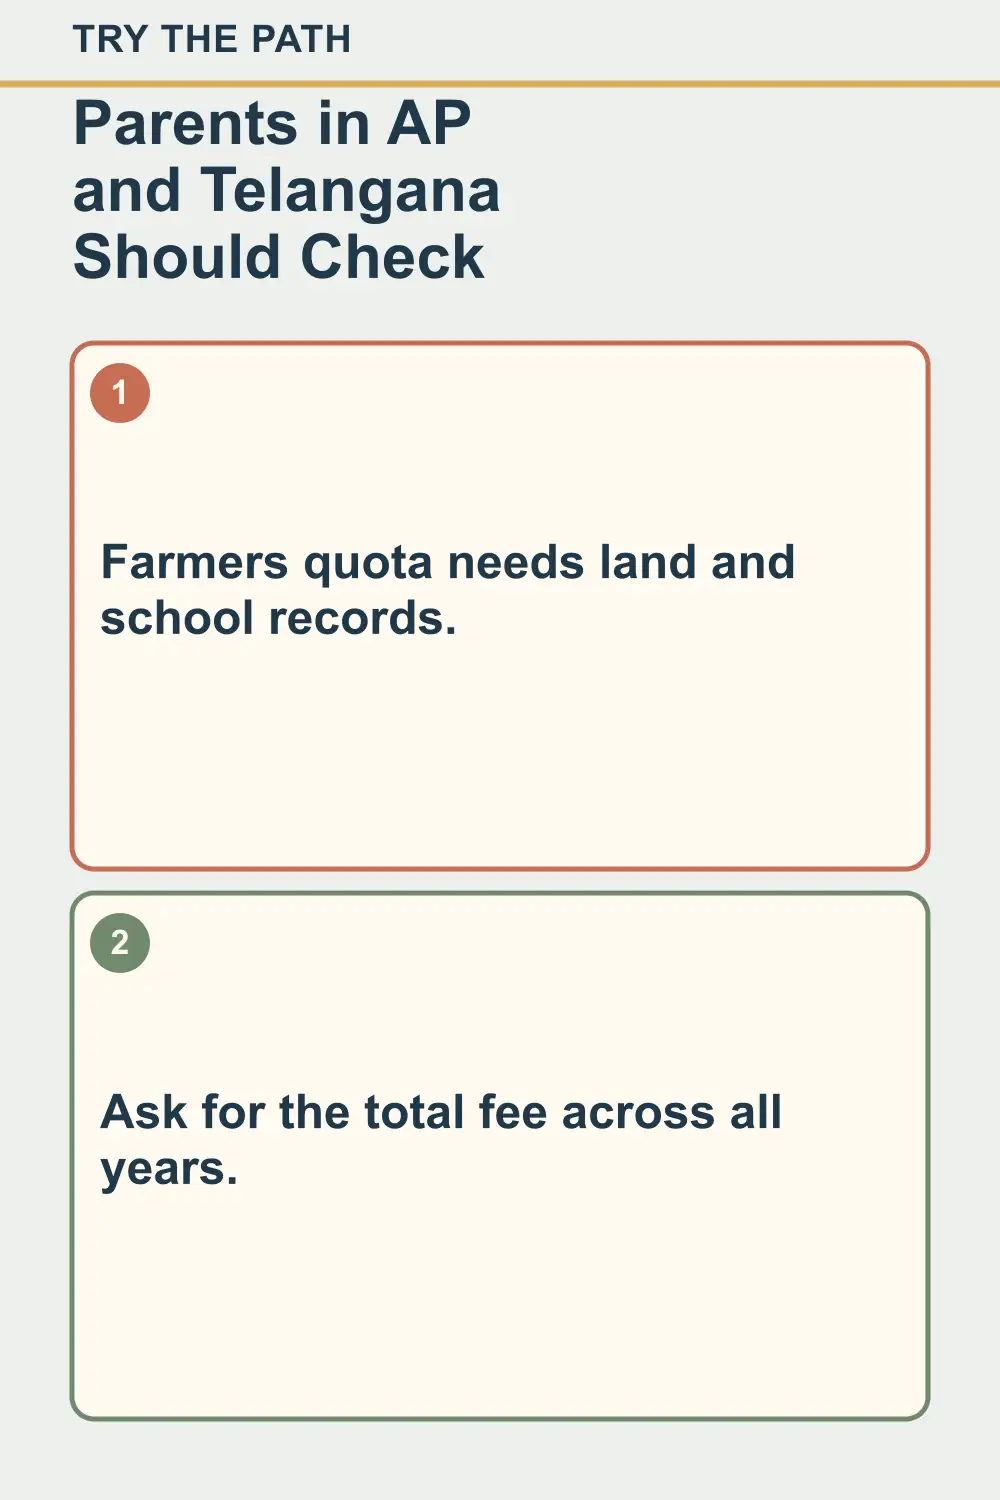 TRY THE PATH
Parents in AP
and Telangana
Should Check
1
Farmers quota needs land and
school records.
2
Ask for the total fee across all
years.